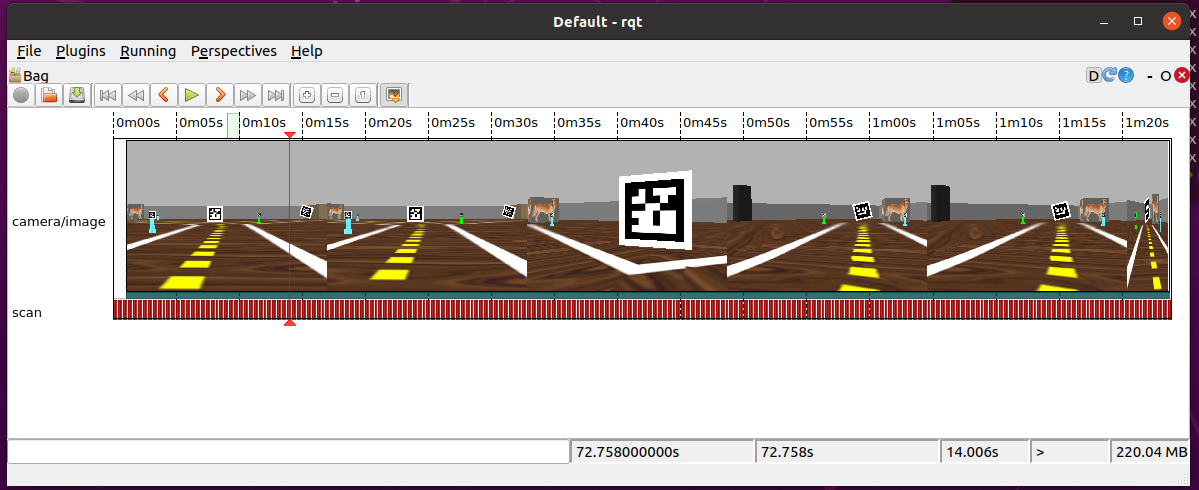 Default - rqt
File Plugins Running Perspectives Help
Bag
D ? - O
0m00s 0m05s 0m10s 0m15s 0m20s 0m25s 0m30s 0m35s 0m40s 0m45s 0m50s 0m55s 1m00s 1m05s 1m10s 1m15s 1m20s
camera/image
scan
72.758000000s 72.758s 14.006s > 220.04 MB